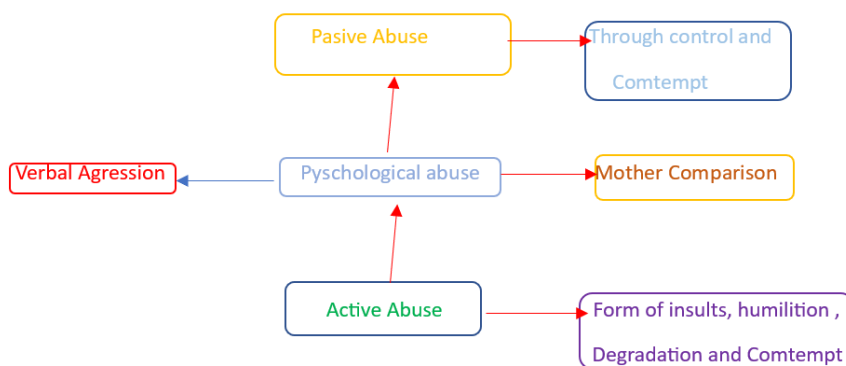 Pasive Abuse
Through control and
Comtempt
Verbal Agression
Pyschological abuse
Mother Comparison
Active Abuse
Form of insults, humilition ,
Degradation and Comtempt